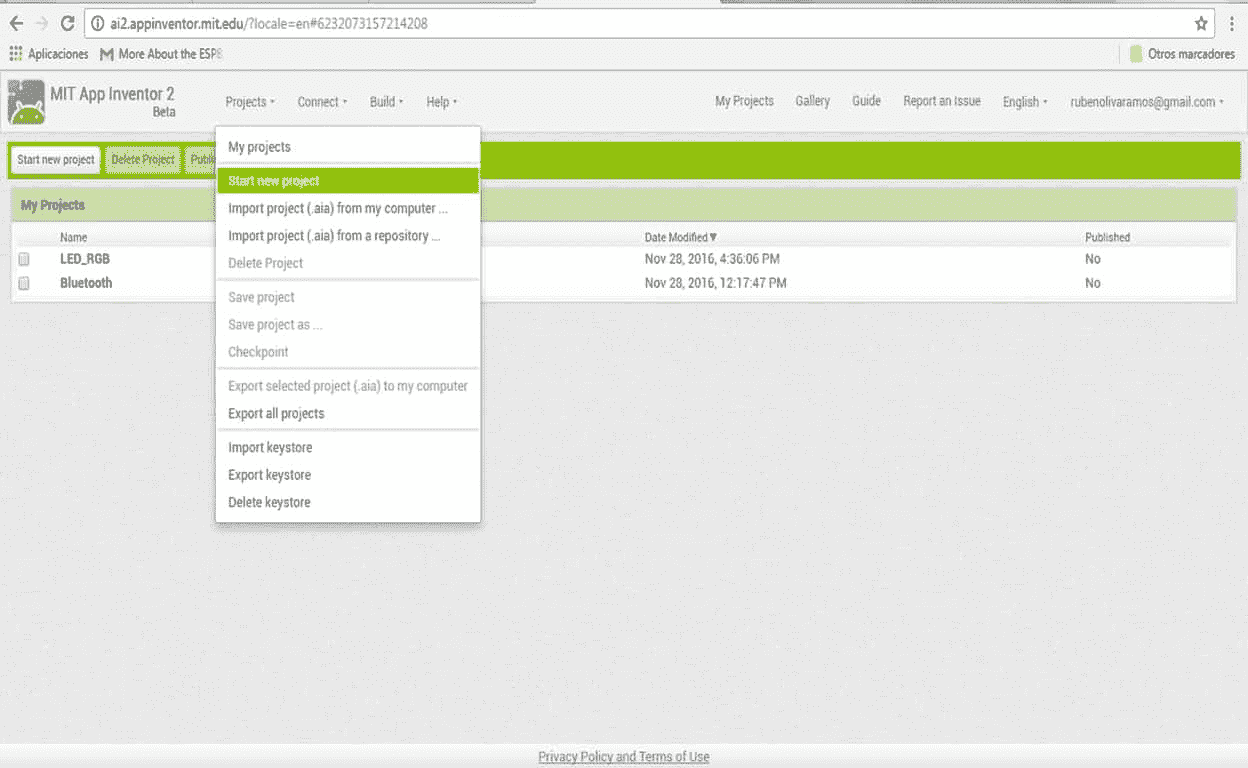 ai2.appinventor.mit.edu/?locale=en#6232073157214208
Aplicaciones More About the ESP8 Otros marcadores
MIT App Inventor 2
Beta
Projects Connect Build Help My Projects Gallery Guide Report an Issue English rubenolivaramos@gmail.com
Start new project Delete Project Publi
My Projects
Name Date Modified▼ Published
LED_RGB Nov 28, 2016, 4:36:06 PM No
Bluetooth Nov 28, 2016, 12:17:47 PM No
My projects
Start new project
Import project (.aia) from my computer ...
Import project (.aia) from a repository ...
Delete Project
Save project
Save project as ...
Checkpoint
Export selected project (.aia) to my computer
Export all projects
Import keystore
Export keystore
Delete keystore
Privacy Policy and Terms of Use